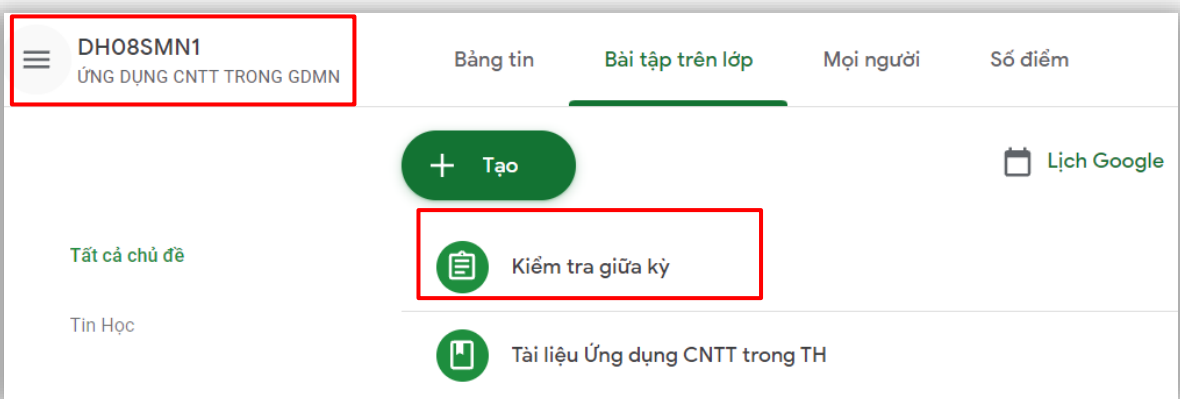 DH08SMN1
ỨNG DỤNG CNTT TRONG GDMN
Bảng tin
Bài tập trên lớp
Mọi người
Số điểm
Tạo
Lịch Google
Tất cả chủ đề
Tin Học
Kiểm tra giữa kỳ
Tài liệu Ứng dụng CNTT trong TH